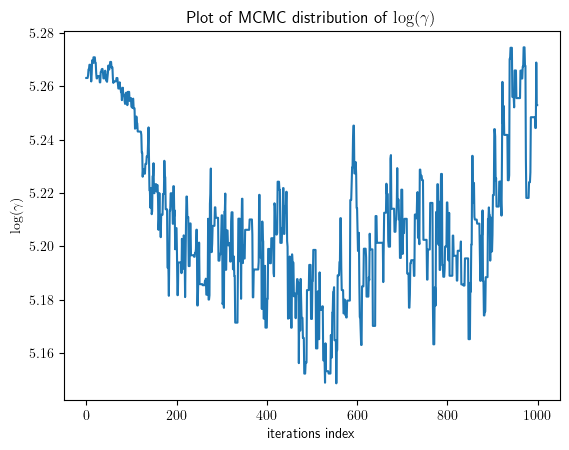 Plot of MCMC distribution of log(γ)
5.28
5.26
5.24
5.22
5.20
5.18
5.16
log(γ)
0 200 400 600 800 1000
iterations index